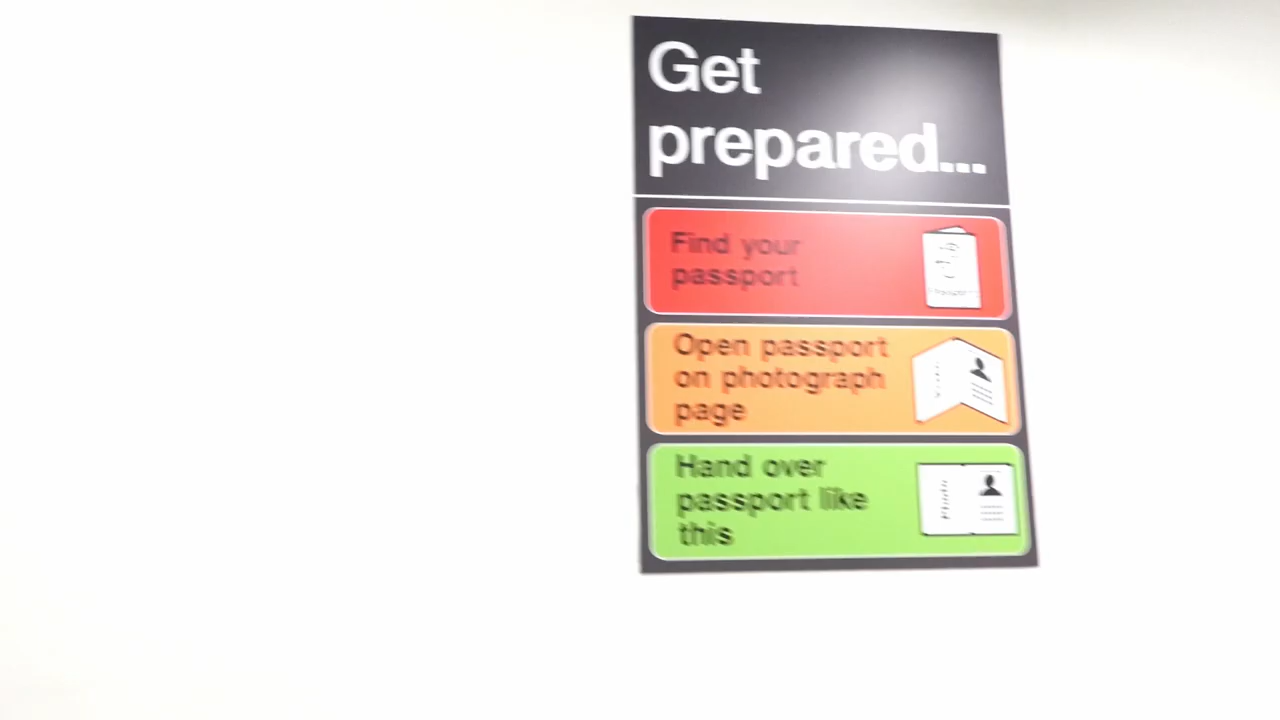 Get
prepared...
Find your
passport
Open passport
on photograph
page
Hand over
passport like
this